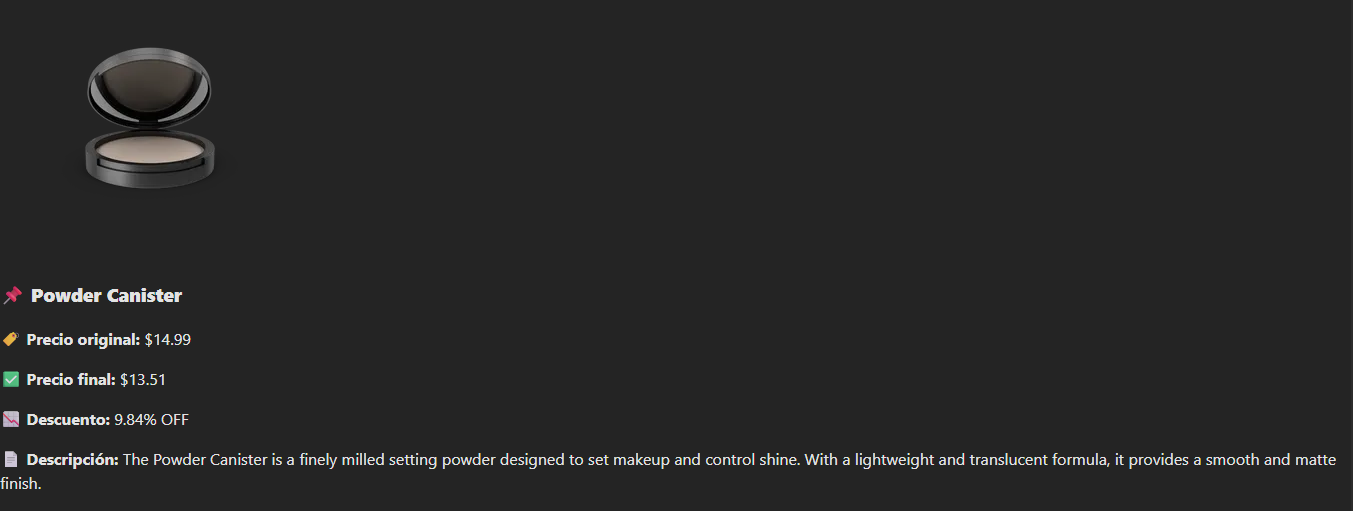 📌 Powder Canister
🏷️ Precio original: $14.99
✅ Precio final: $13.51
📉 Descuento: 9.84% OFF
📄 Descripción: The Powder Canister is a finely milled setting powder designed to set makeup and control shine. With a lightweight and translucent formula, it provides a smooth and matte
finish.